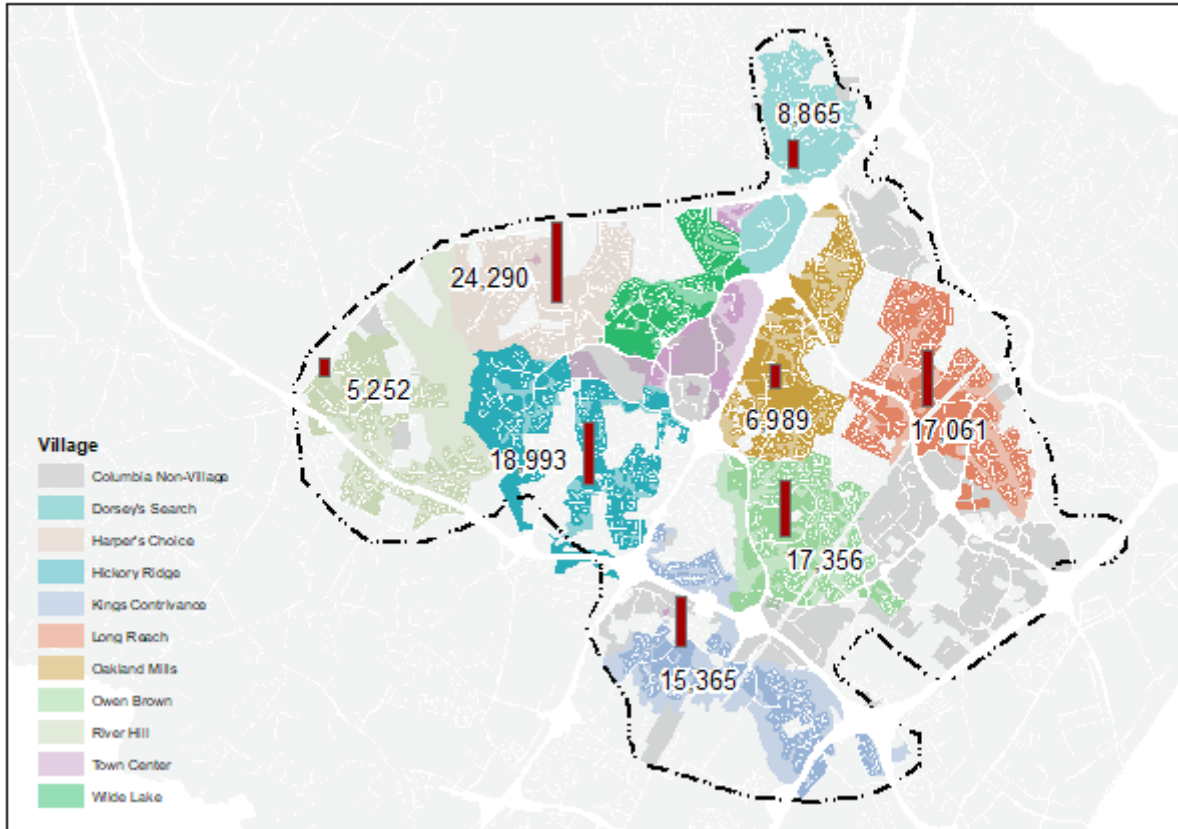 8,865
24,290
5,252
6,989
17,061
18,993
17,356
15,365
Village
Columbia Non-Village
Dorsey's Search
Harper's Choice
Hickory Ridge
Kings Contrivance
Long Reach
Oakland Mills
Owen Brown
River Hill
Town Center
Wilde Lake